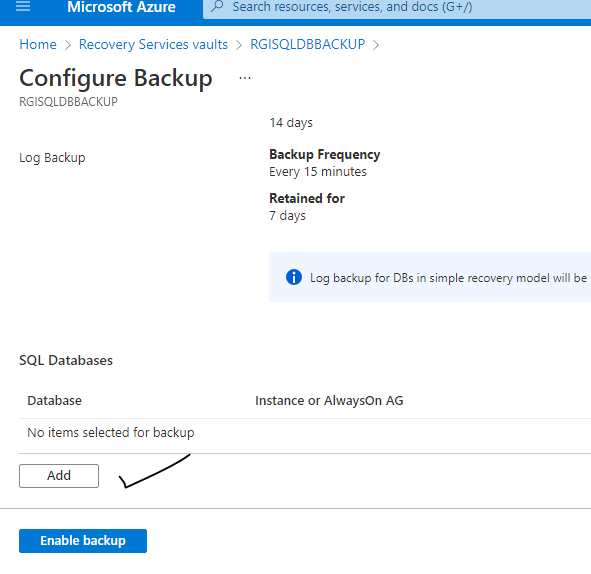 Microsoft Azure
Search resources, services, and docs (G+/)
Home > Recovery Services vaults > RGISQLDBBACKUP >
Configure Backup ...
RGISQLDBBACKUP
14 days
Log Backup
Backup Frequency
Every 15 minutes
Retained for
7 days
Log backup for DBs in simple recovery model will be
SQL Databases
Database Instance or AlwaysOn AG
No items selected for backup
Add
Enable backup